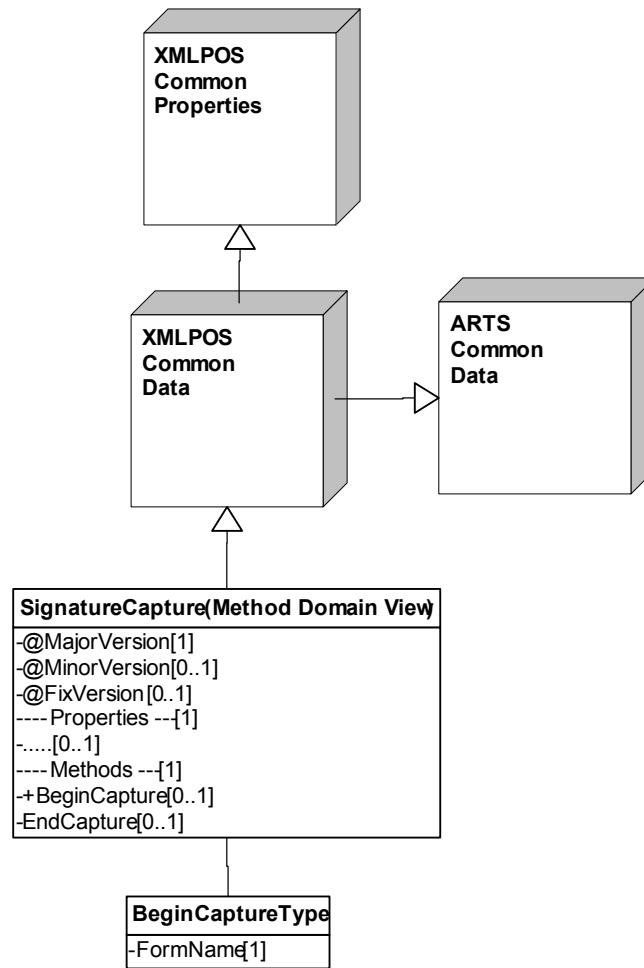 XMLPOS
Common
Properties
XMLPOS
Common
Data
ARTS
Common
Data
SignatureCapture(Method Domain View)
-@MajorVersion[1]
-@MinorVersion[0..1]
-@FixVersion[0..1]
----Properties ---[1]
-.....[0..1]
----Methods ---[1]
-+BeginCapture[0..1]
-EndCapture[0..1]
BeginCaptureType
-FormName[1]